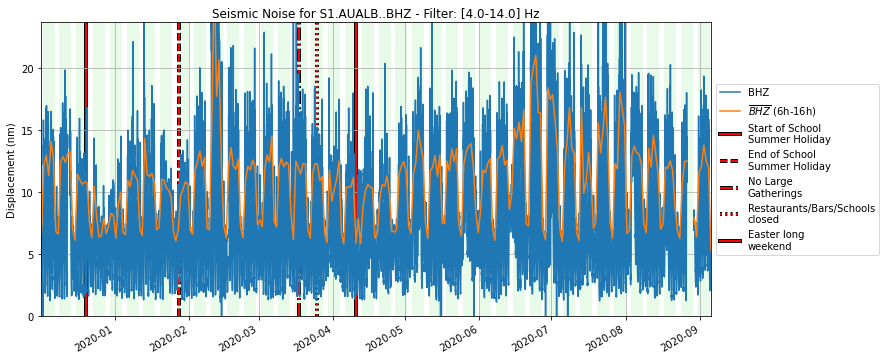 Seismic Noise for S1.AUALB..BHZ - Filter: [4.0-14.0] Hz
Displacement (nm)
20
15
10
5
0
2020-01
2020-02
2020-03
2020-04
2020-05
2020-06
2020-07
2020-08
2020-09
BHZ
BHZ (6h-16h)
Start of School
Summer Holiday
End of School
Summer Holiday
No Large
Gatherings
Restaurants/Bars/Schools
closed
Easter long
weekend